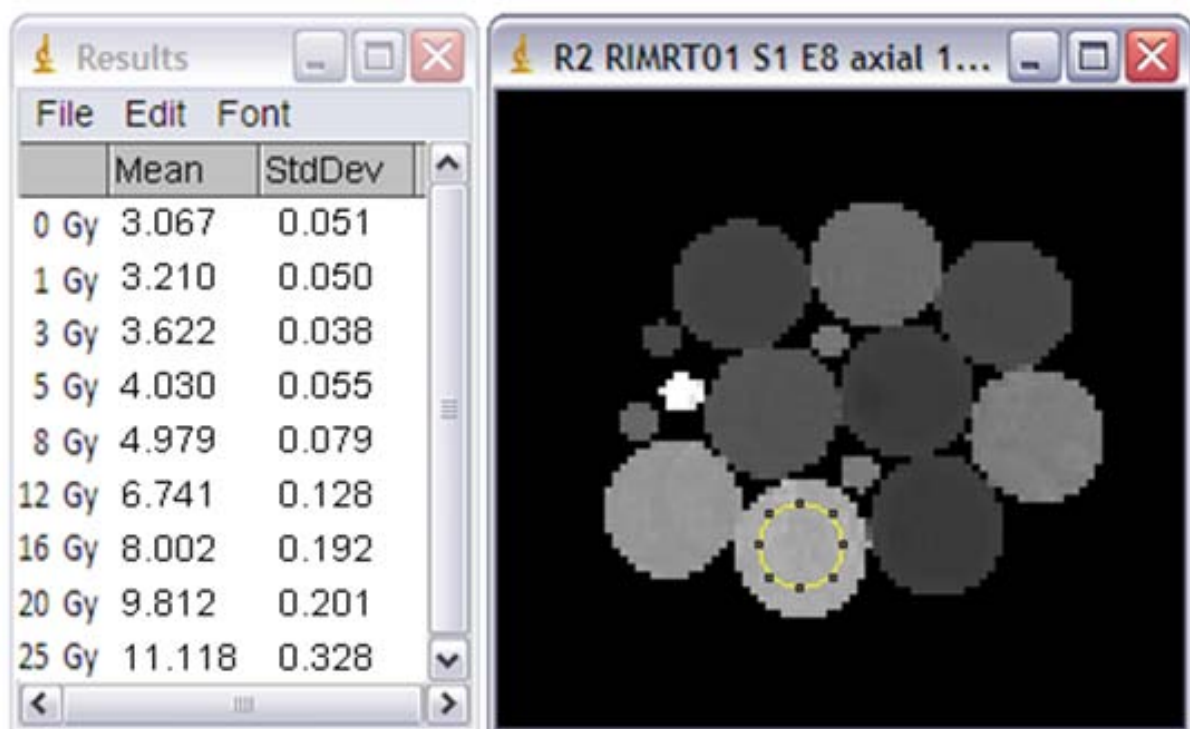 Results
File Edit Font
Mean StdDev
0 Gy 3.067 0.051
1 Gy 3.210 0.050
3 Gy 3.622 0.038
5 Gy 4.030 0.055
8 Gy 4.979 0.079
12 Gy 6.741 0.128
16 Gy 8.002 0.192
20 Gy 9.812 0.201
25 Gy 11.118 0.328
R2 RIMRT01 S1 E8 axial 1...